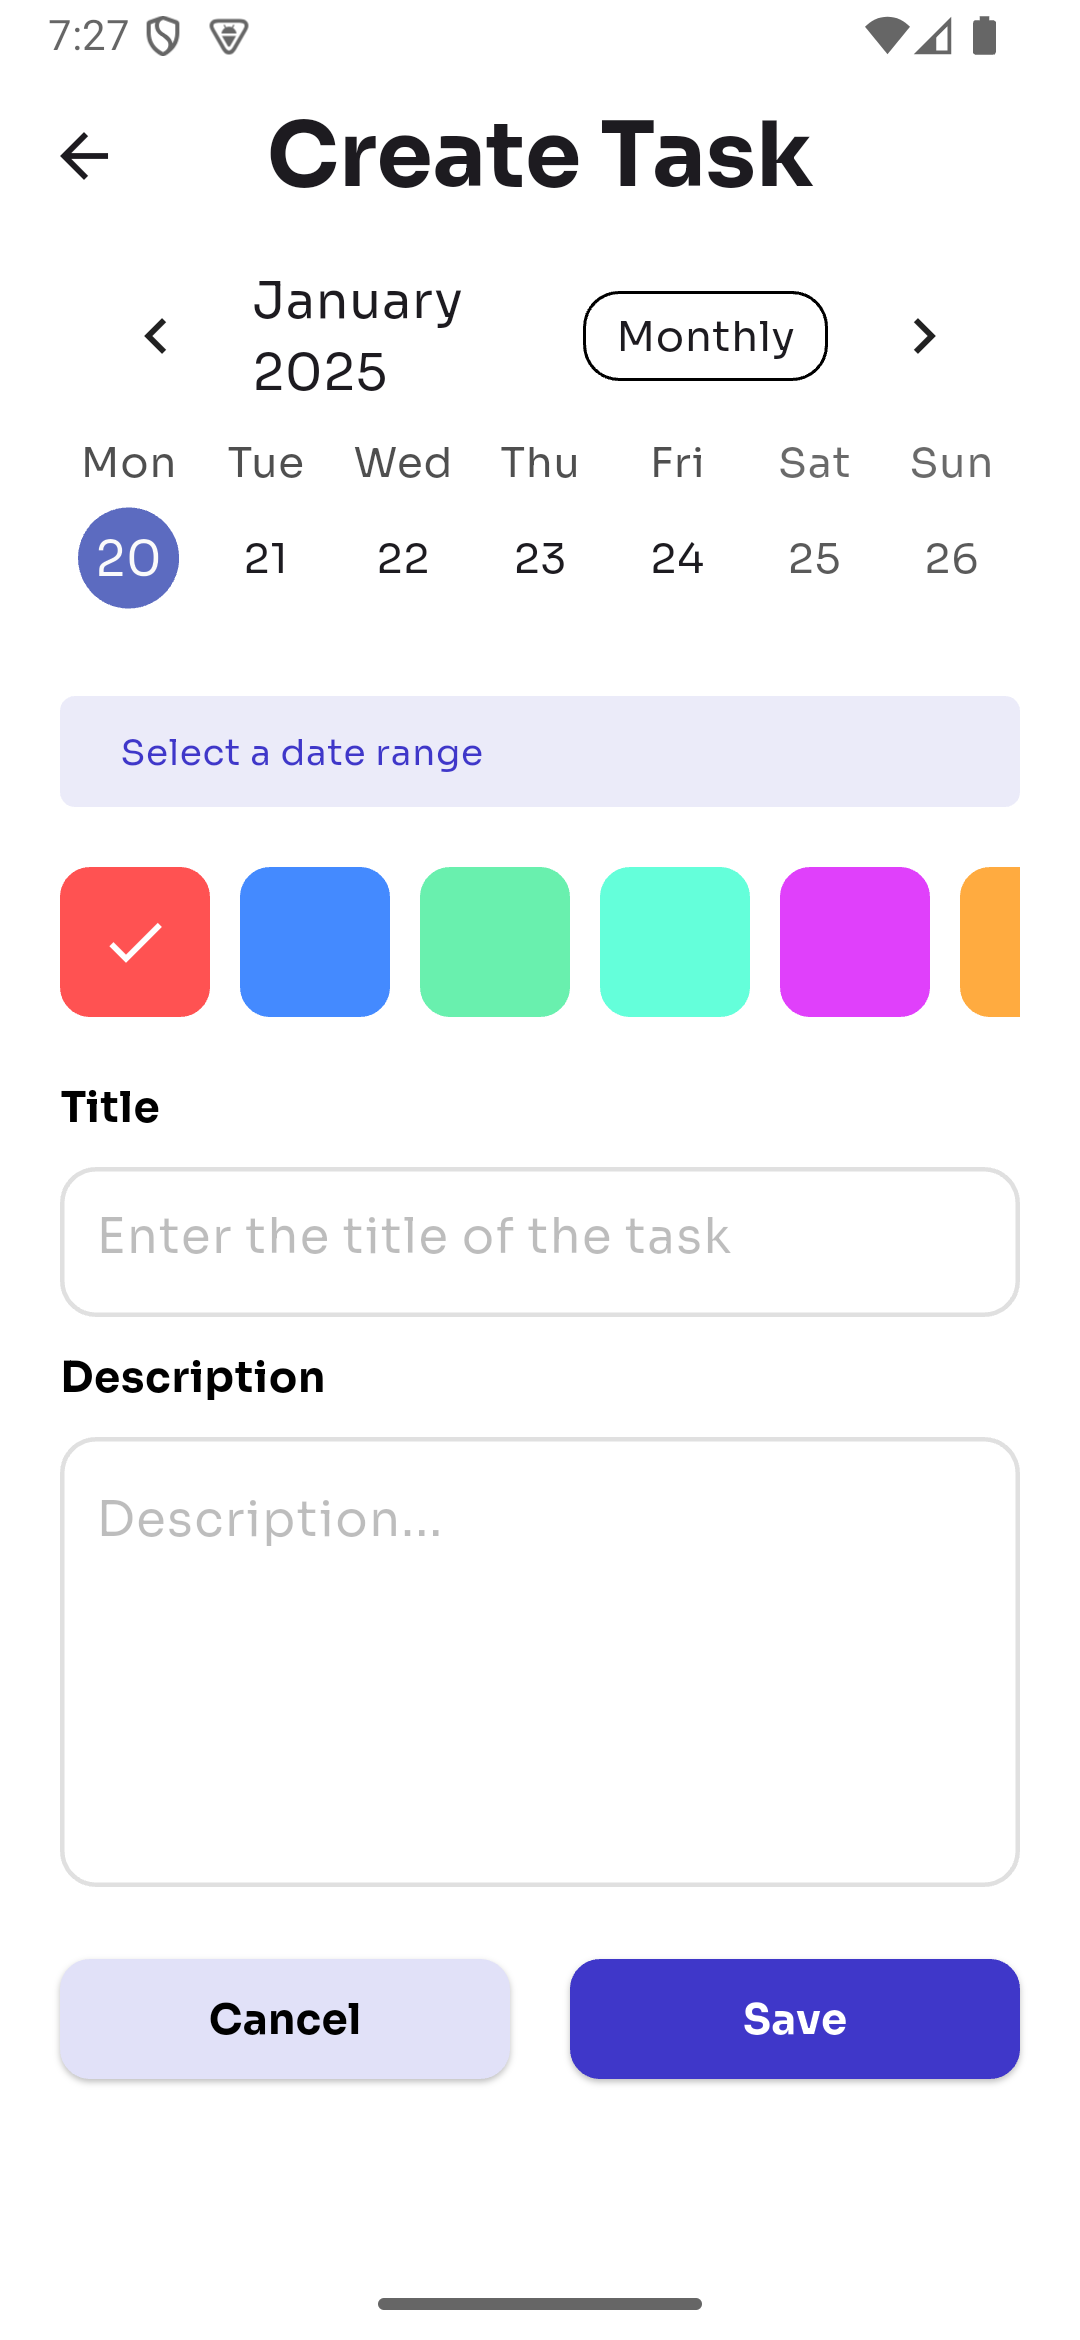 7:27
Create Task
January
2025
Monthly
Mon Tue Wed Thu Fri Sat Sun
20 21 22 23 24 25 26
Select a date range
Title
Enter the title of the task
Description
Description...
Cancel Save